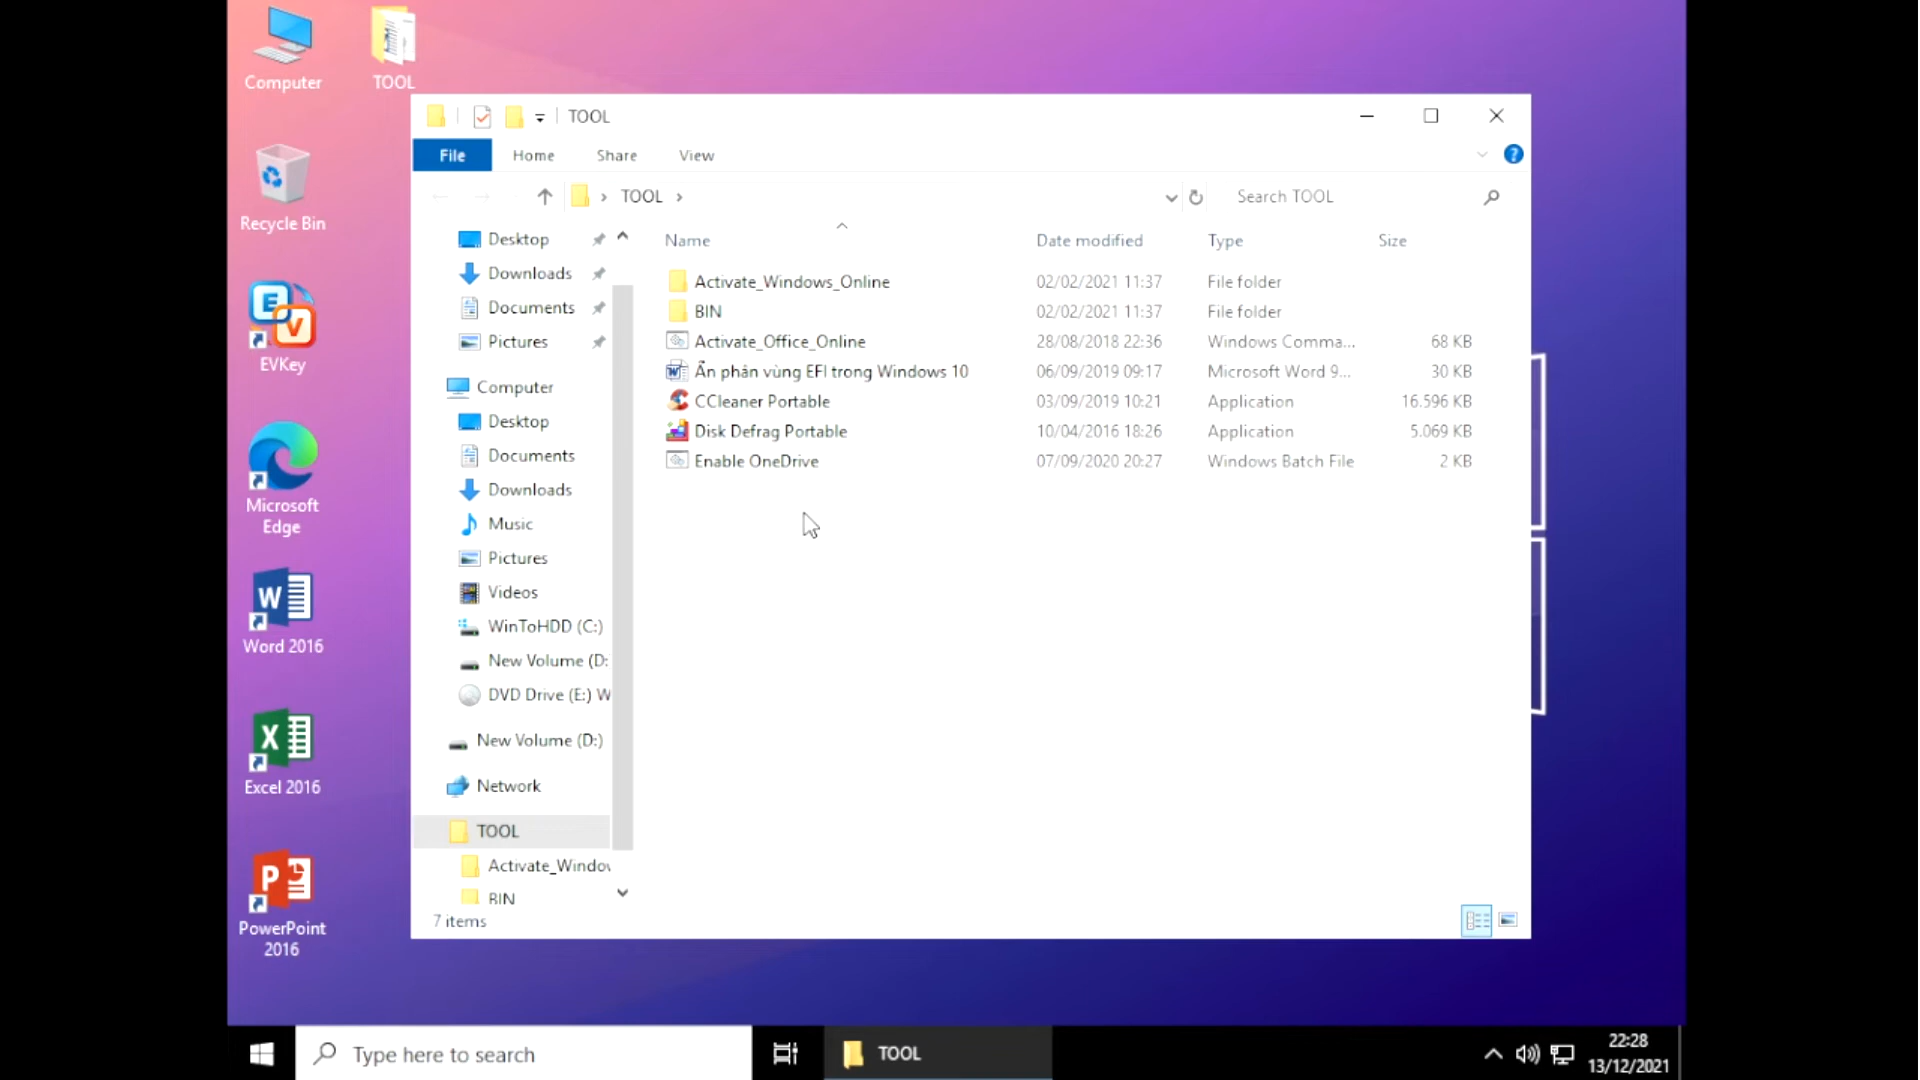 Computer
TOOL
Recycle Bin
EVKey
Microsoft
Edge
Word 2016
Excel 2016
PowerPoint
2016
TOOL
File Home Share View
TOOL
Search TOOL
Desktop
Downloads
Documents
Pictures
Computer
Desktop
Documents
Downloads
Music
Pictures
Videos
WinToHDD (C:)
New Volume (D:
DVD Drive (E:) W
New Volume (D:)
Network
TOOL
Activate_Windov
BIN
Name Date modified Type Size
Activate_Windows_Online 02/02/2021 11:37 File folder
BIN 02/02/2021 11:37 File folder
Activate_Office_Online 28/08/2018 22:36 Windows Comma... 68 KB
Ẩn phân vùng EFI trong Windows 10 06/09/2019 09:17 Microsoft Word 9... 30 KB
CCleaner Portable 03/09/2019 10:21 Application 16.596 KB
Disk Defrag Portable 10/04/2016 18:26 Application 5.069 KB
Enable OneDrive 07/09/2020 20:27 Windows Batch File 2 KB
7 items
Type here to search
TOOL
22:28
13/12/2021